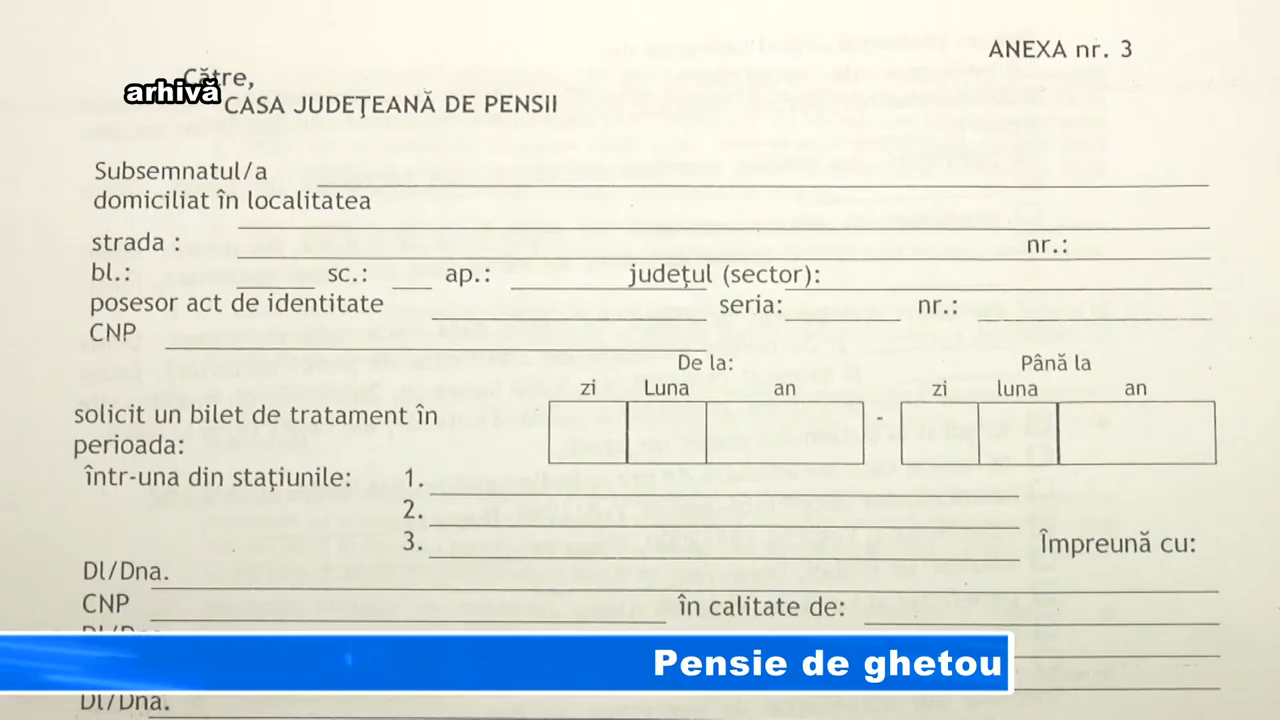 ANEXA nr. 3
Către,
arhivă
CASA JUDEŢEANĂ DE PENSII
Subsemnatul/a
domiciliat în localitatea
strada : nr.:
bl.: sc.: ap.: judeţul (sector):
posesor act de identitate seria: nr.:
CNP
De la: Până la
zi Luna an zi luna an
solicit un bilet de tratament în -
perioada:
într-una din staţiunile: 1.
2.
3.
Împreună cu:
Dl/Dna.
CNP în calitate de:
Pensie de ghetou
Dl/Dna.